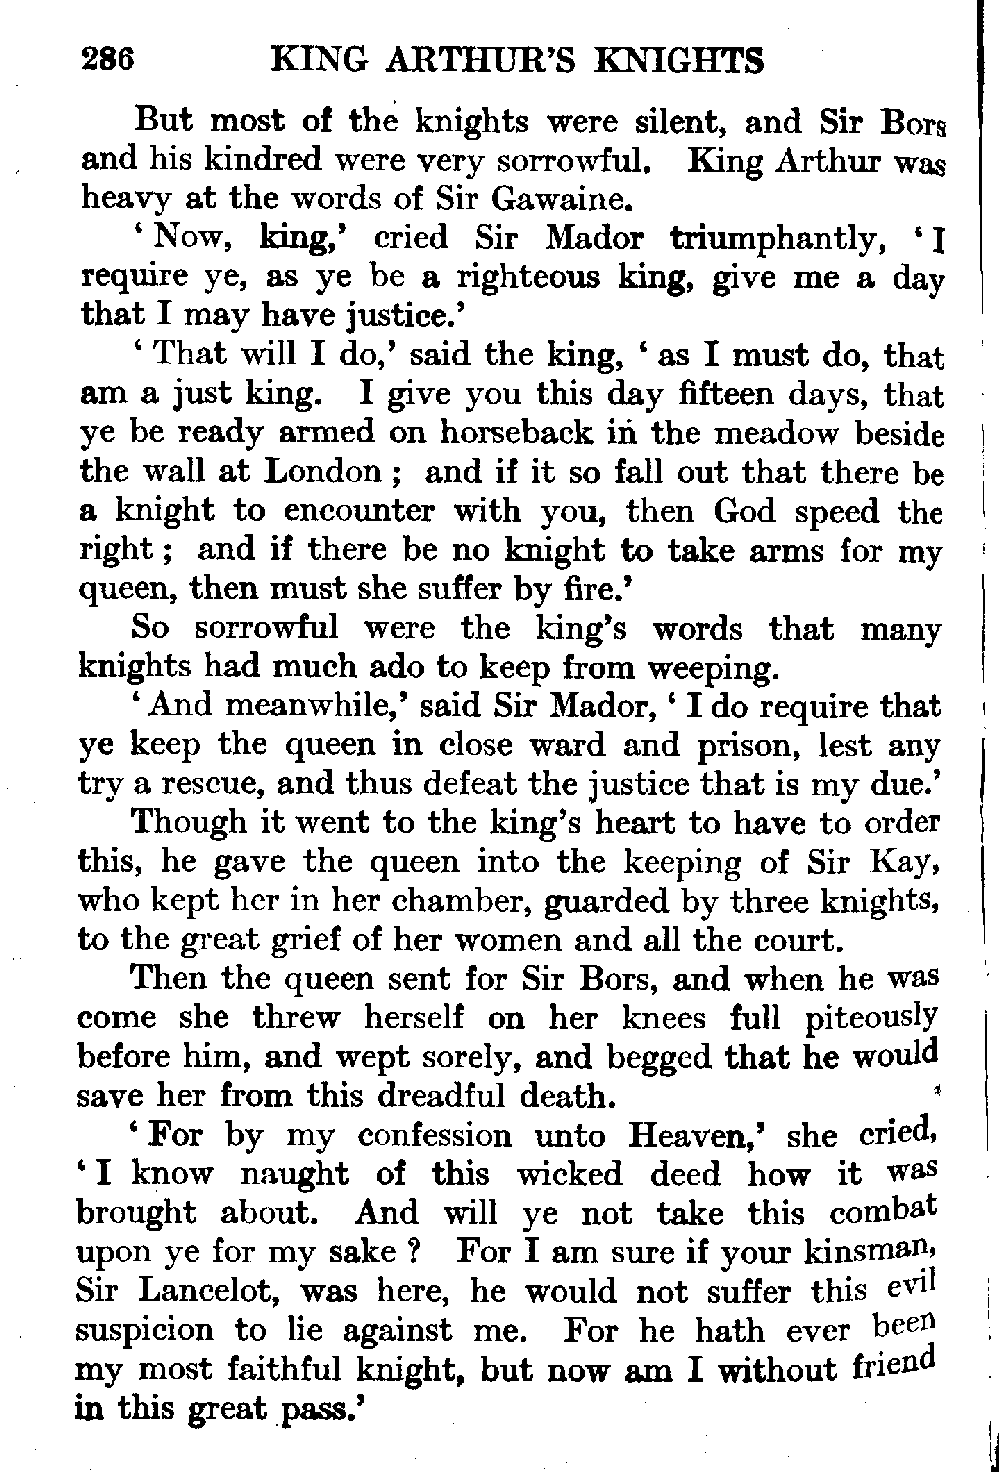 286 KING ARTHUR'S KNIGHTS
But most of the knights were silent, and Sir Bors
and his kindred were very sorrowful. King Arthur was
heavy at the words of Sir Gawaine.
‘ Now, king,’ cried Sir Mador triumphantly, ‘ I
require ye, as ye be a righteous king, give me a day
that I may have justice.’
‘ That will I do,’ said the king, ‘ as I must do, that
am a just king. I give you this day fifteen days, that
ye be ready armed on horseback in the meadow beside
the wall at London ; and if it so fall out that there be
a knight to encounter with you, then God speed the
right ; and if there be no knight to take arms for my
queen, then must she suffer by fire.’
So sorrowful were the king’s words that many
knights had much ado to keep from weeping.
‘ And meanwhile,’ said Sir Mador, ‘ I do require that
ye keep the queen in close ward and prison, lest any
try a rescue, and thus defeat the justice that is my due.’
Though it went to the king’s heart to have to order
this, he gave the queen into the keeping of Sir Kay,
who kept her in her chamber, guarded by three knights,
to the great grief of her women and all the court.
Then the queen sent for Sir Bors, and when he was
come she threw herself on her knees full piteously
before him, and wept sorely, and begged that he would
save her from this dreadful death.
‘ For by my confession unto Heaven,’ she cried,
‘ I know naught of this wicked deed how it was
brought about. And will ye not take this combat
upon ye for my sake ? For I am sure if your kinsman,
Sir Lancelot, was here, he would not suffer this evil
suspicion to lie against me. For he hath ever been
my most faithful knight, but now am I without friend
in this great pass.’